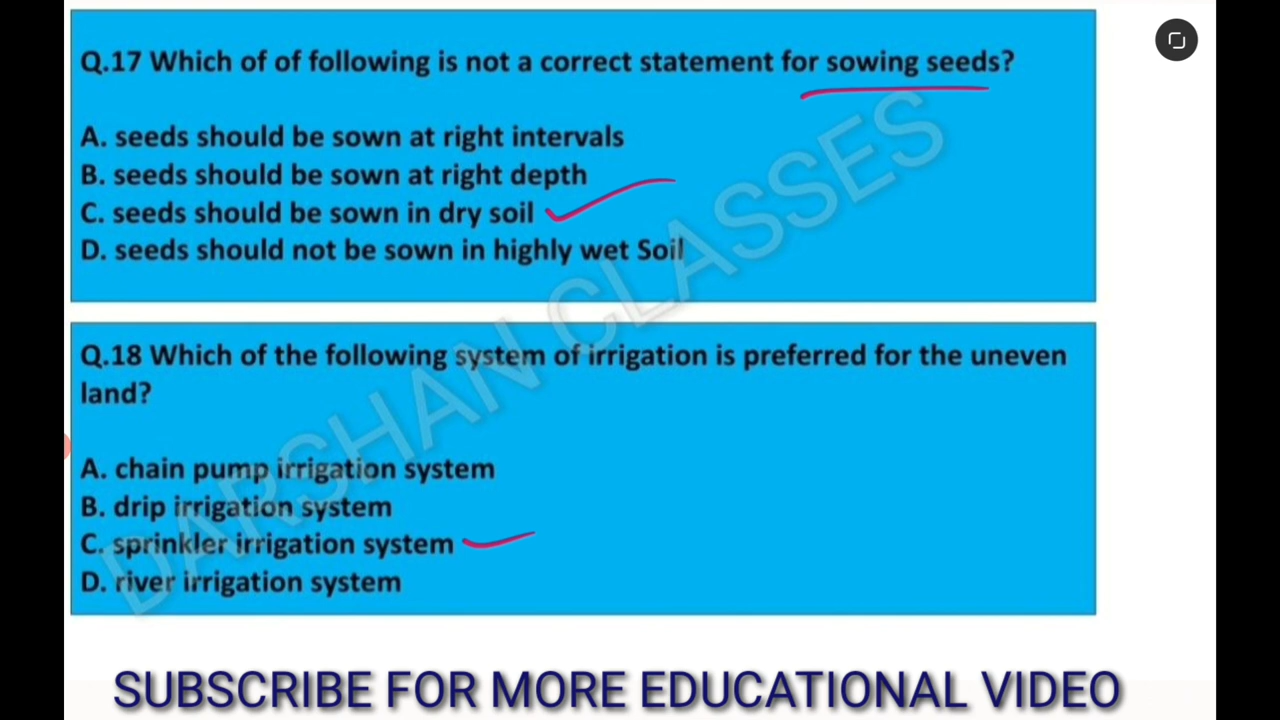 Q.17 Which of of following is not a correct statement for sowing seeds?
A. seeds should be sown at right intervals
B. seeds should be sown at right depth
C. seeds should be sown in dry soil
D. seeds should not be sown in highly wet Soil
Q.18 Which of the following system of irrigation is preferred for the uneven
land?
A. chain pump irrigation system
B. drip irrigation system
C. sprinkler irrigation system
D. river irrigation system
DARSHAN CLASSES
SUBSCRIBE FOR MORE EDUCATIONAL VIDEO